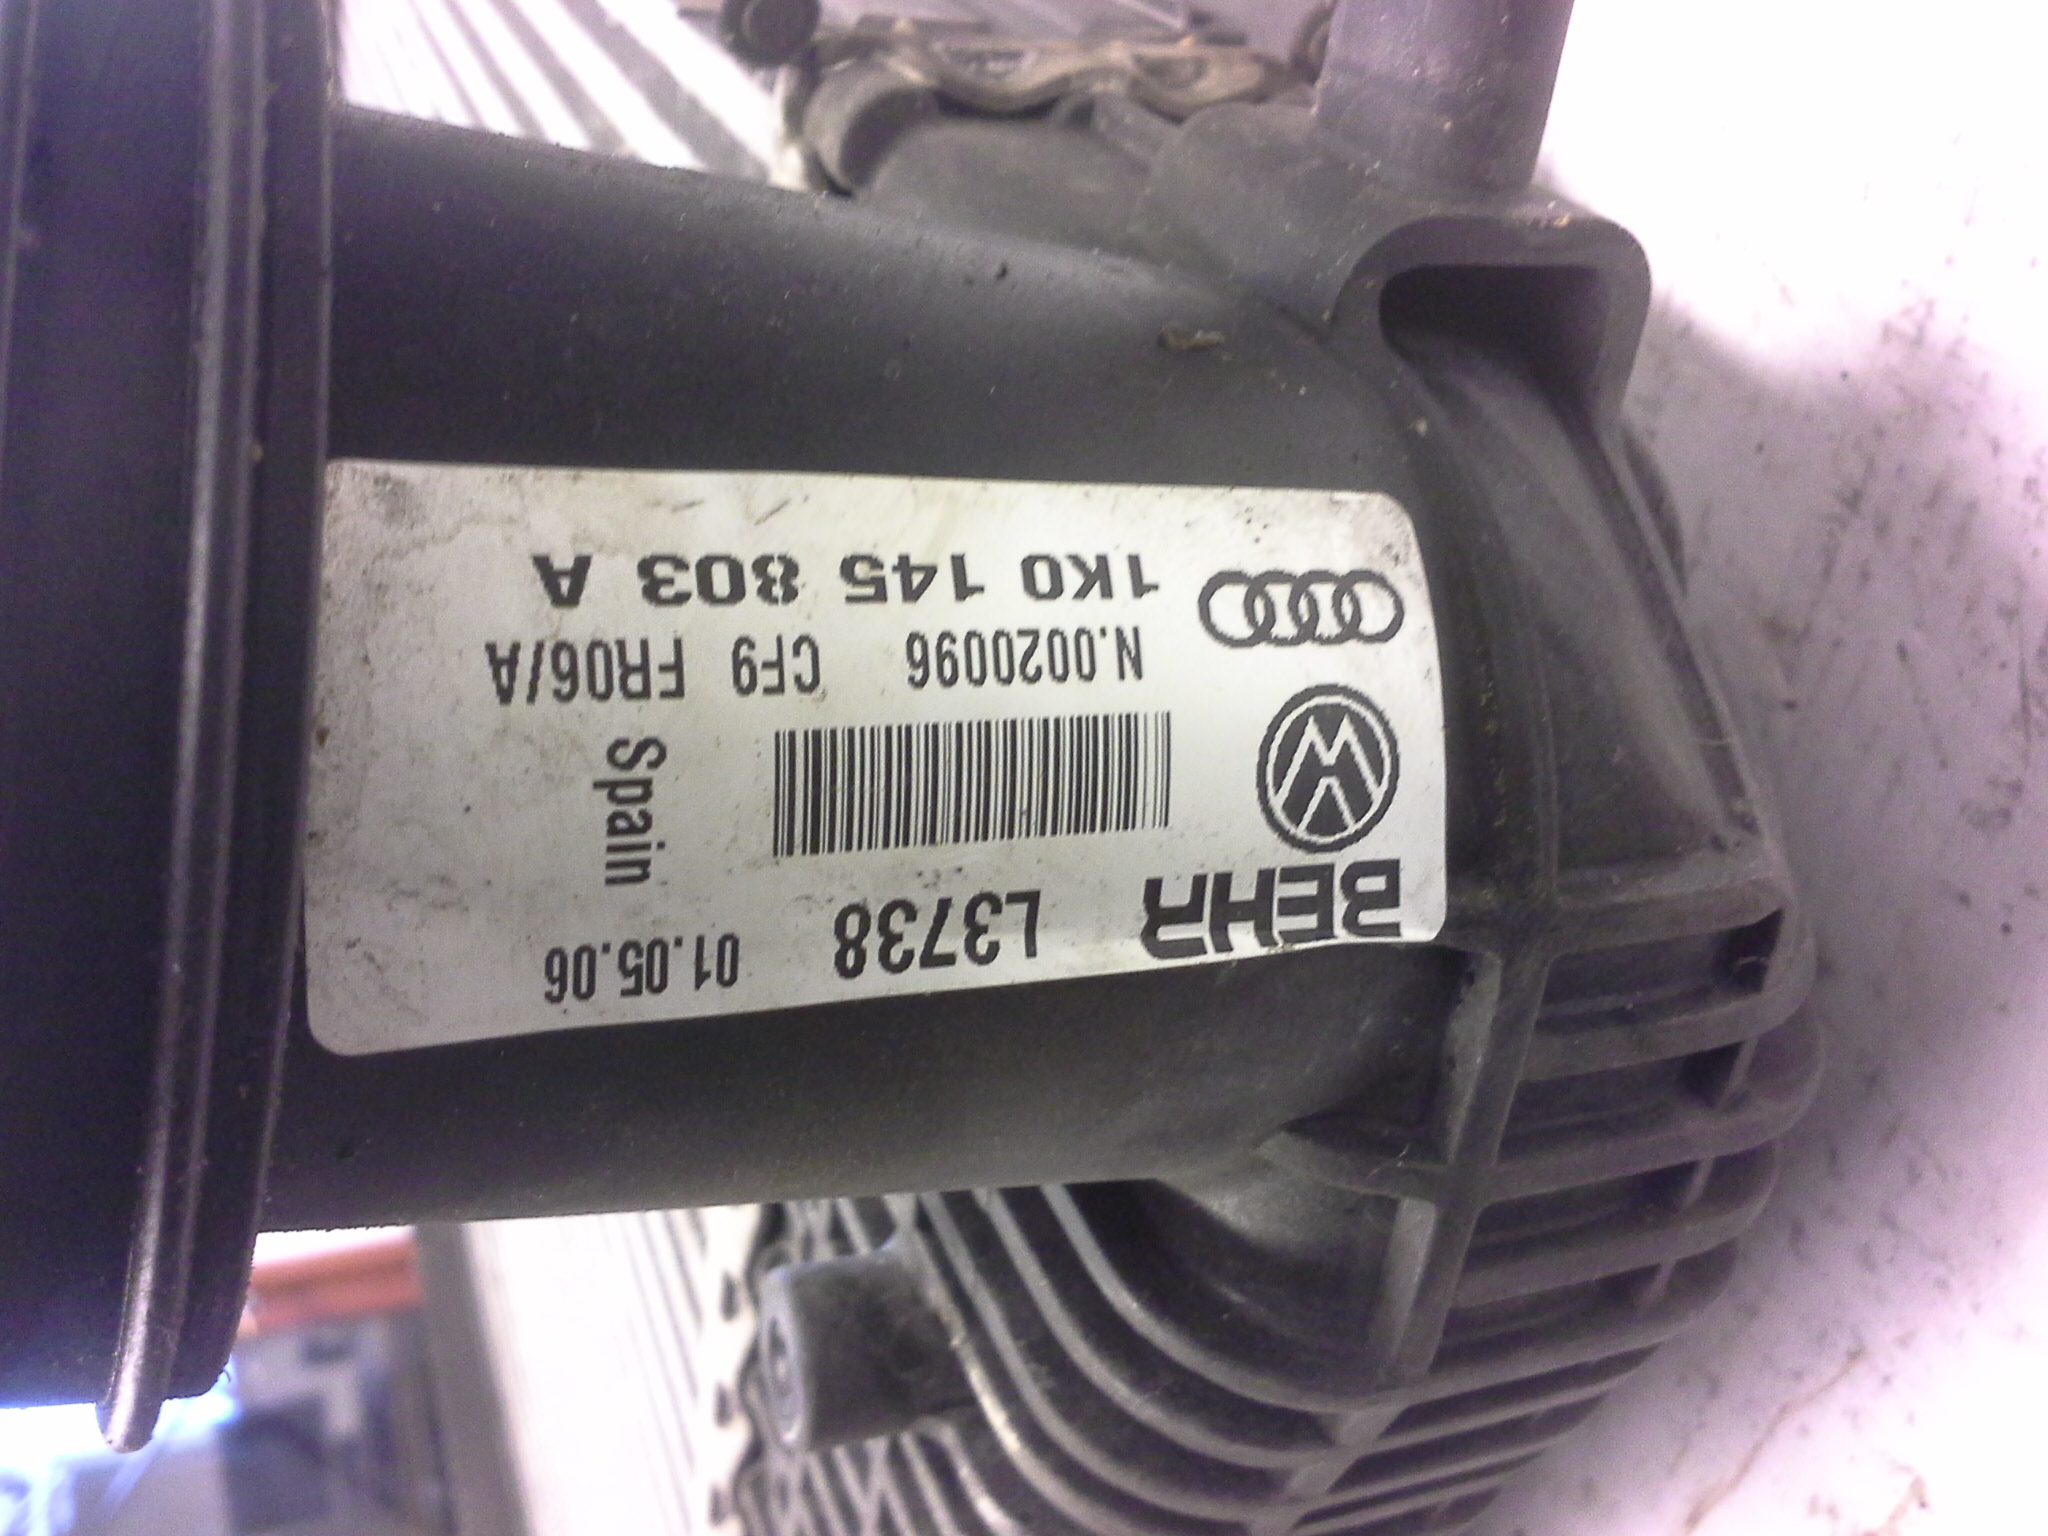 1K0 145 803 A
N.0020096 CF9 FR06/A
Spain
BEHR L3738 01.05.06